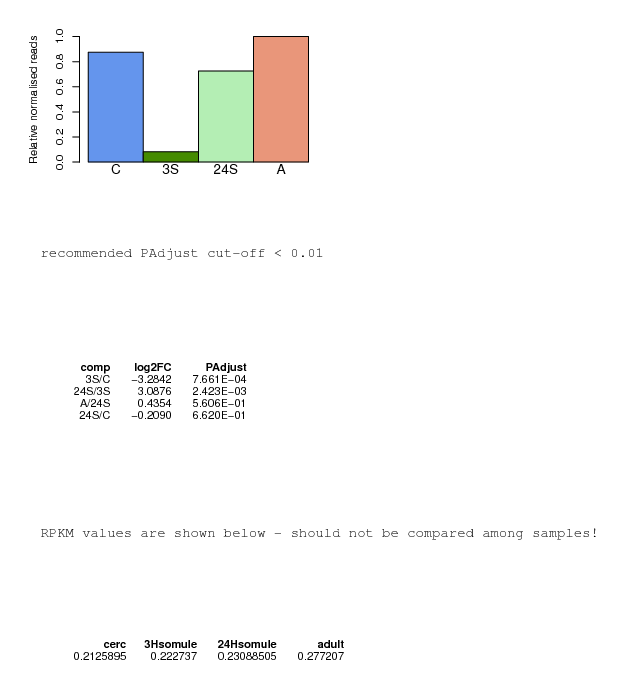 Relative normalised reads
1.0
0.8
0.6
0.4
0.2
0.0
C 3S 24S A
recommended PAdjust cut-off < 0.01
comp log2FC PAdjust
3S/C −3.2842 7.661E−04
24S/3S 3.0876 2.423E−03
A/24S 0.4354 5.606E−01
24S/C −0.2090 6.620E−01
RPKM values are shown below - should not be compared among samples!
cerc 3Hsomule 24Hsomule adult
0.2125895 0.222737 0.23088505 0.277207